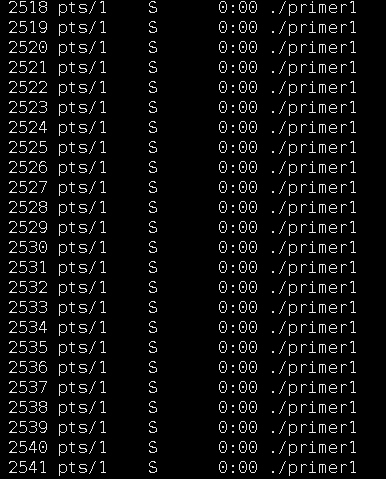 2518 pts/1    S      0:00 ./primer1
2519 pts/1    S      0:00 ./primer1
2520 pts/1    S      0:00 ./primer1
2521 pts/1    S      0:00 ./primer1
2522 pts/1    S      0:00 ./primer1
2523 pts/1    S      0:00 ./primer1
2524 pts/1    S      0:00 ./primer1
2525 pts/1    S      0:00 ./primer1
2526 pts/1    S      0:00 ./primer1
2527 pts/1    S      0:00 ./primer1
2528 pts/1    S      0:00 ./primer1
2529 pts/1    S      0:00 ./primer1
2530 pts/1    S      0:00 ./primer1
2531 pts/1    S      0:00 ./primer1
2532 pts/1    S      0:00 ./primer1
2533 pts/1    S      0:00 ./primer1
2534 pts/1    S      0:00 ./primer1
2535 pts/1    S      0:00 ./primer1
2536 pts/1    S      0:00 ./primer1
2537 pts/1    S      0:00 ./primer1
2538 pts/1    S      0:00 ./primer1
2539 pts/1    S      0:00 ./primer1
2540 pts/1    S      0:00 ./primer1
2541 pts/1    S      0:00 ./primer1